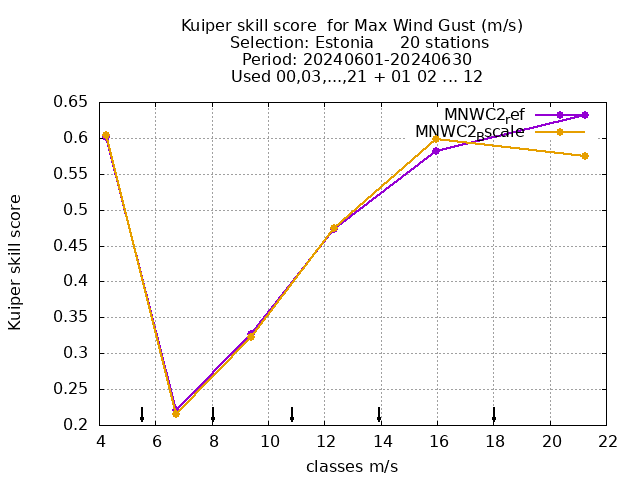 Kuiper skill score  for Max Wind Gust (m/s)
Selection: Estonia     20 stations
Period: 20240601-20240630
Used 00,03,...,21 + 01 02 ... 12
0.65
0.6
0.55
0.5
0.45
0.4
0.35
0.3
0.25
0.2
Kuiper skill score
MNWC2ref
MNWC2Bscale
4 6 8 10 12 14 16 18 20 22
classes m/s